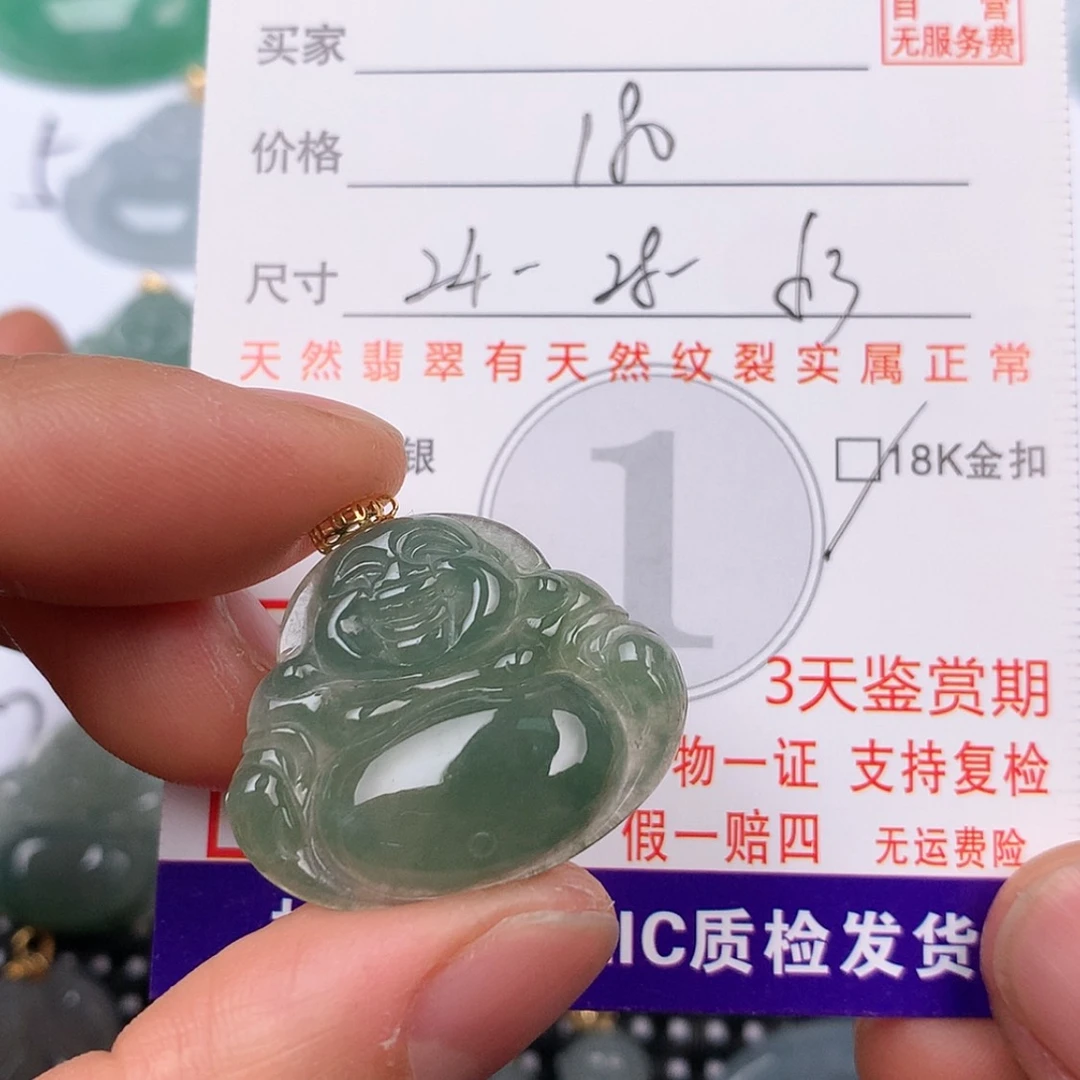 自 营
无服务费
买家
价格 180
尺寸 24-28-
天然翡翠有天然纹裂实属正常
银 1 □18K金扣
3天鉴赏期
物一证 支持复检
假一赔四 无运费险
IC质检发货